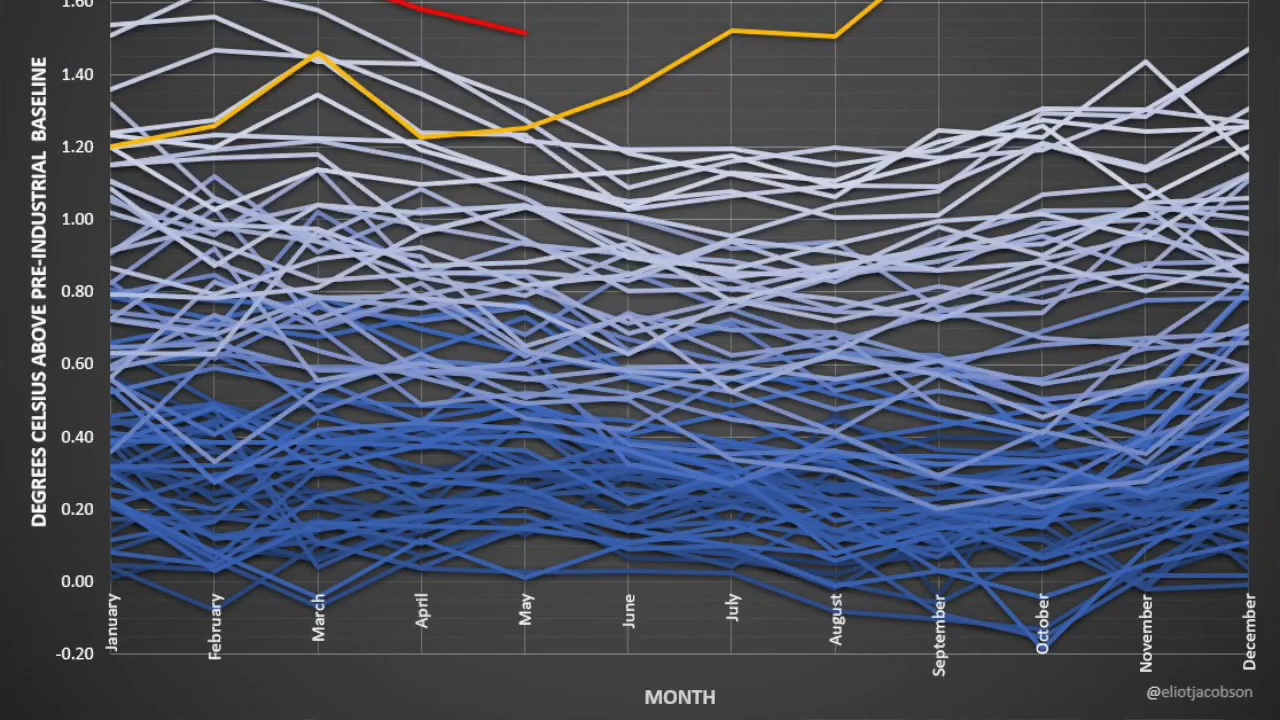 1.60
1.40
1.20
1.00
0.80
0.60
0.40
0.20
0.00
-0.20
DEGREES CELSIUS ABOVE PRE-INDUSTRIAL BASELINE
January
February
March
April
May
June
July
August
September
October
November
December
MONTH
@eliotjacobson